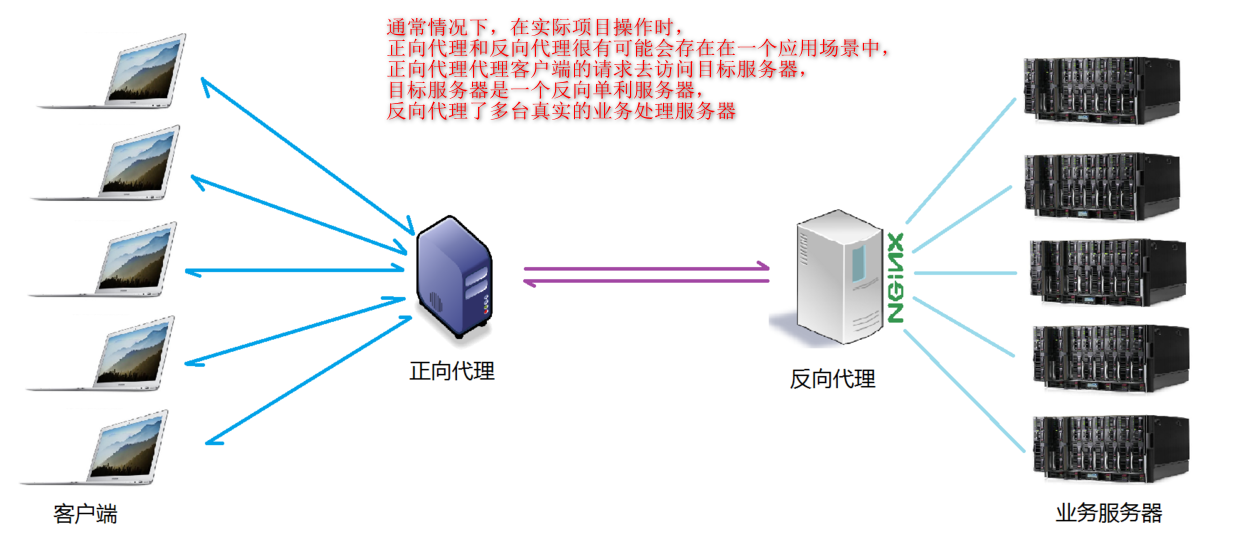 通常情况下，在实际项目操作时，
正向代理和反向代理很有可能会存在在一个应用场景中，
正向代理代理客户端的请求去访问目标服务器，
目标服务器是一个反向单利服务器，
反向代理了多台真实的业务处理服务器
NGINX
正向代理
反向代理
客户端
业务服务器